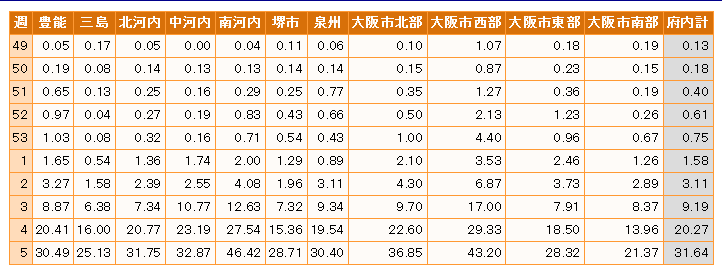 週 豊能 三島 北河内 中河内 南河内 堺市 泉州 大阪市北部 大阪市西部 大阪市東部 大阪市南部 府内計
49 0.05 0.17 0.05 0.00 0.04 0.11 0.06 0.10 1.07 0.18 0.19 0.13
50 0.19 0.08 0.14 0.13 0.13 0.14 0.14 0.15 0.87 0.23 0.15 0.18
51 0.65 0.13 0.25 0.16 0.29 0.25 0.77 0.35 1.27 0.36 0.19 0.40
52 0.97 0.04 0.27 0.19 0.83 0.43 0.66 0.50 2.13 1.23 0.26 0.61
53 1.03 0.08 0.32 0.16 0.71 0.54 0.43 1.00 4.40 0.96 0.67 0.75
1 1.65 0.54 1.36 1.74 2.00 1.29 0.89 2.10 3.53 2.46 1.26 1.58
2 3.27 1.58 2.39 2.55 4.08 1.96 3.11 4.30 6.87 3.73 2.89 3.11
3 8.87 6.38 7.34 10.77 12.63 7.32 9.34 9.70 17.00 7.91 8.37 9.19
4 20.41 16.00 20.77 23.19 27.54 15.36 19.54 22.60 29.33 18.50 13.96 20.27
5 30.49 25.13 31.75 32.87 46.42 28.71 30.40 36.85 43.20 28.32 21.37 31.64